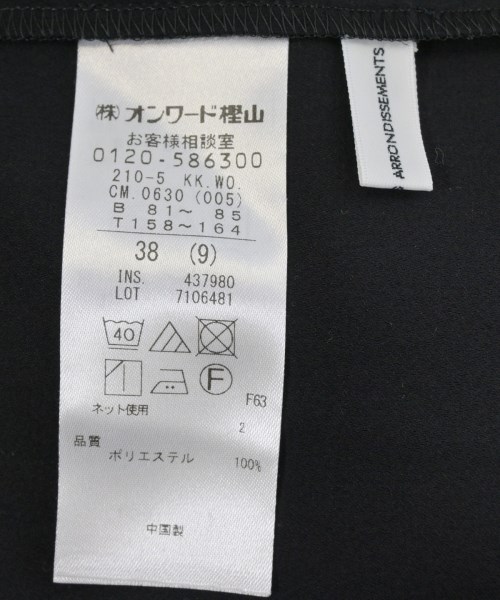 (株)オンワード樫山
お客様相談室
0120-586300
210-5 KK.WO.
CM.0630 (005)
B 81～ 85
T 158～164
38 (9)
INS. 437980
LOT 7106481
40
F
ネット使用
F63
2
品質
ポリエステル 100%
中国製
ARRONDISSEMENTS